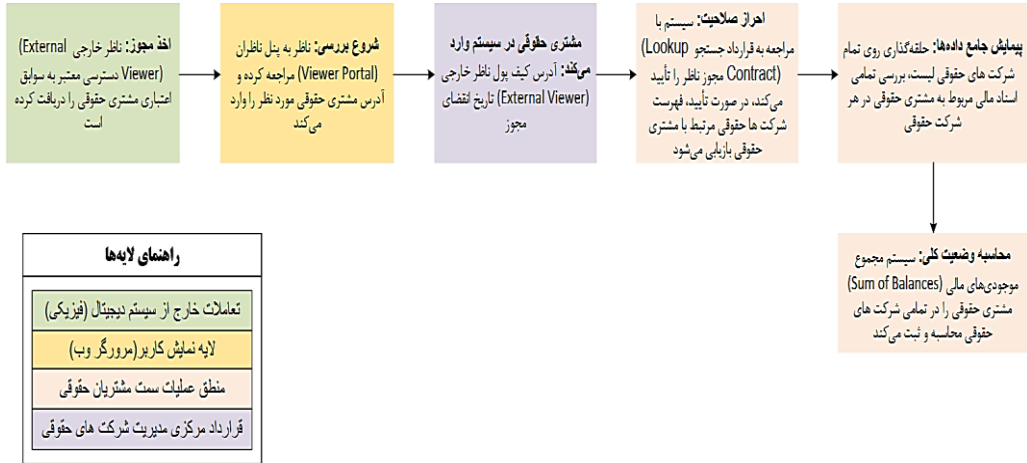 اخذ مجوز: ناظر خارجی (External
Viewer) دسترسی معتبر به سوابق
اعتباری مشتری حقوقی را دریافت کرده
است
شروع بررسی: ناظر به پنل ناظران
(Viewer Portal) مراجعه کرده و
آدرس مشتری حقوقی مورد نظر را وارد
می‌کند
مشتری حقوقی در سیستم وارد
می‌کند: آدرس کیف پول ناظر خارجی
(External Viewer) تاریخ انقضای
مجوز
احراز صلاحیت: سیستم با
مراجعه به قرارداد جستجو (Lookup
Contract) مجوز ناظر را تأیید
می‌کند، در صورت تأیید، فهرست
شرکت ها حقوقی مرتبط با مشتری
حقوقی بازیابی می‌شود
پیمایش جامع داده‌ها: حلقه‌گذاری روی تمام
شرکت های حقوقی لیست، بررسی تمامی
اسناد مالی مربوط به مشتری حقوقی در هر
شرکت حقوقی
محاسبه وضعیت کلی: سیستم مجموع
موجودی‌های مالی (Sum of Balances)
مشتری حقوقی را در تمامی شرکت های
حقوقی محاسبه و ثبت می‌کند
راهنمای لایه‌ها
تعاملات خارج از سیستم دیجیتال (فیزیکی)
لایه نمایش کاربر(مرورگر وب)
منطق عملیات سمت مشتریان حقوقی
قرارداد مرکزی مدیریت شرکت های حقوقی